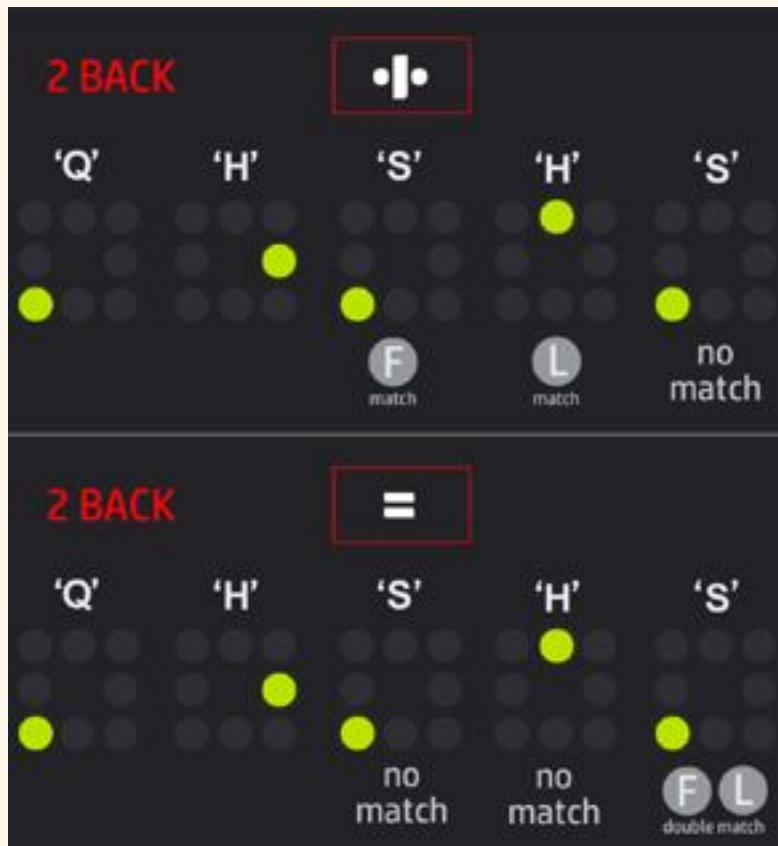 2 BACK
‘Q’ ‘H’ ‘S’ ‘H’ ‘S’
F L no
match match match
2 BACK =
‘Q’ ‘H’ ‘S’ ‘H’ ‘S’
no no F L
match match double match